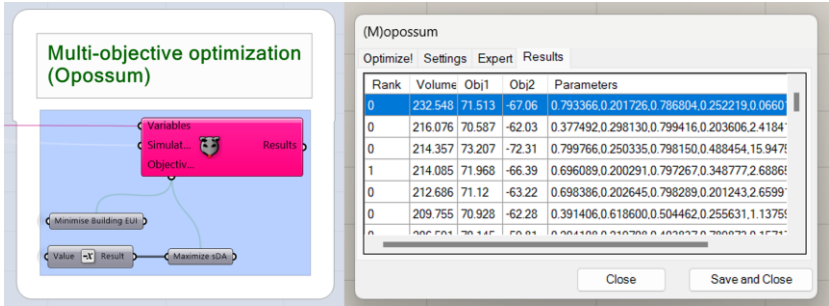 Multi-objective optimization
(Opossum)
Variables
Simulat...
Results
Objectiv...
Minimise Building EUI
Value -X Result
Maximize sDA
(M)opossum
Optimize! Settings Expert Results
Rank Volume Obj1 Obj2 Parameters
0 232.548 71.513 -67.06 0.793366,0.201726,0.786804,0.252219,0.0660
0 216.076 70.587 -62.03 0.377492,0.298130,0.799416,0.203606,2.4184
0 214.357 73.207 -72.31 0.799766,0.250335,0.798150,0.488454,15.947
1 214.085 71.968 -66.39 0.696089,0.200291,0.797267,0.348777,2.6886
0 212.686 71.12 -63.22 0.698386,0.202645,0.798289,0.201243,2.6599
0 209.755 70.928 -62.28 0.391406,0.618600,0.504462,0.255631,1.1375
Close Save and Close